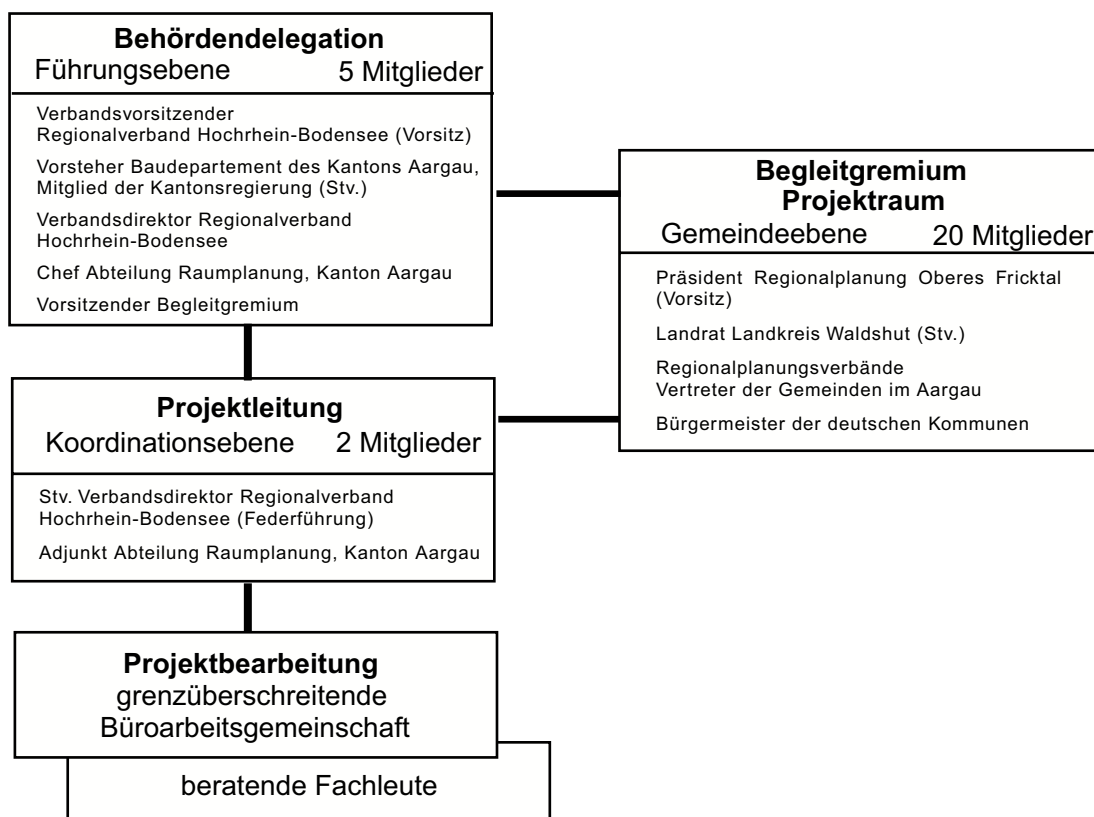 Behördendelegation
Führungsebene 5 Mitglieder
Verbandsvorsitzender
Regionalverband Hochrhein-Bodensee (Vorsitz)
Vorsteher Baudepartement des Kantons Aargau,
Mitglied der Kantonsregierung (Stv.)
Verbandsdirektor Regionalverband
Hochrhein-Bodensee
Chef Abteilung Raumplanung, Kanton Aargau
Vorsitzender Begleitgremium
Begleitgremium
Projektraum
Gemeindeebene 20 Mitglieder
Präsident Regionalplanung Oberes Fricktal
(Vorsitz)
Landrat Landkreis Waldshut (Stv.)
Regionalplanungsverbände
Vertreter der Gemeinden im Aargau
Bürgermeister der deutschen Kommunen
Projektleitung
Koordinationsebene 2 Mitglieder
Stv. Verbandsdirektor Regionalverband
Hochrhein-Bodensee (Federführung)
Adjunkt Abteilung Raumplanung, Kanton Aargau
Projektbearbeitung
grenzüberschreitende
Büroarbeitsgemeinschaft
beratende Fachleute